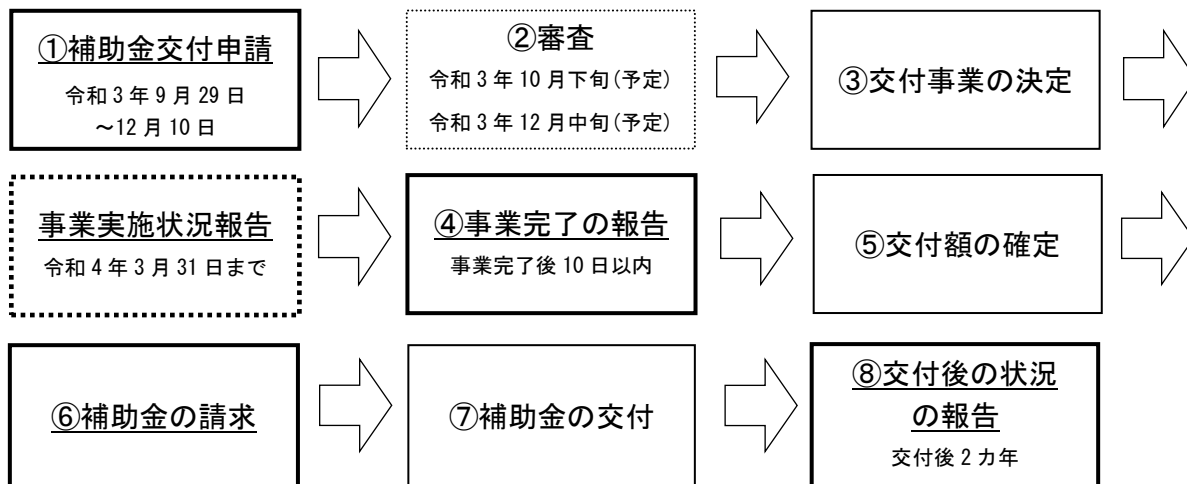 ①補助金交付申請
令和3年9月29日
～12月10日
②審査
令和3年10月下旬(予定)
令和3年12月中旬(予定)
③交付事業の決定
事業実施状況報告
令和4年3月31日まで
④事業完了の報告
事業完了後10日以内
⑤交付額の確定
⑥補助金の請求
⑦補助金の交付
⑧交付後の状況
の報告
交付後2カ年